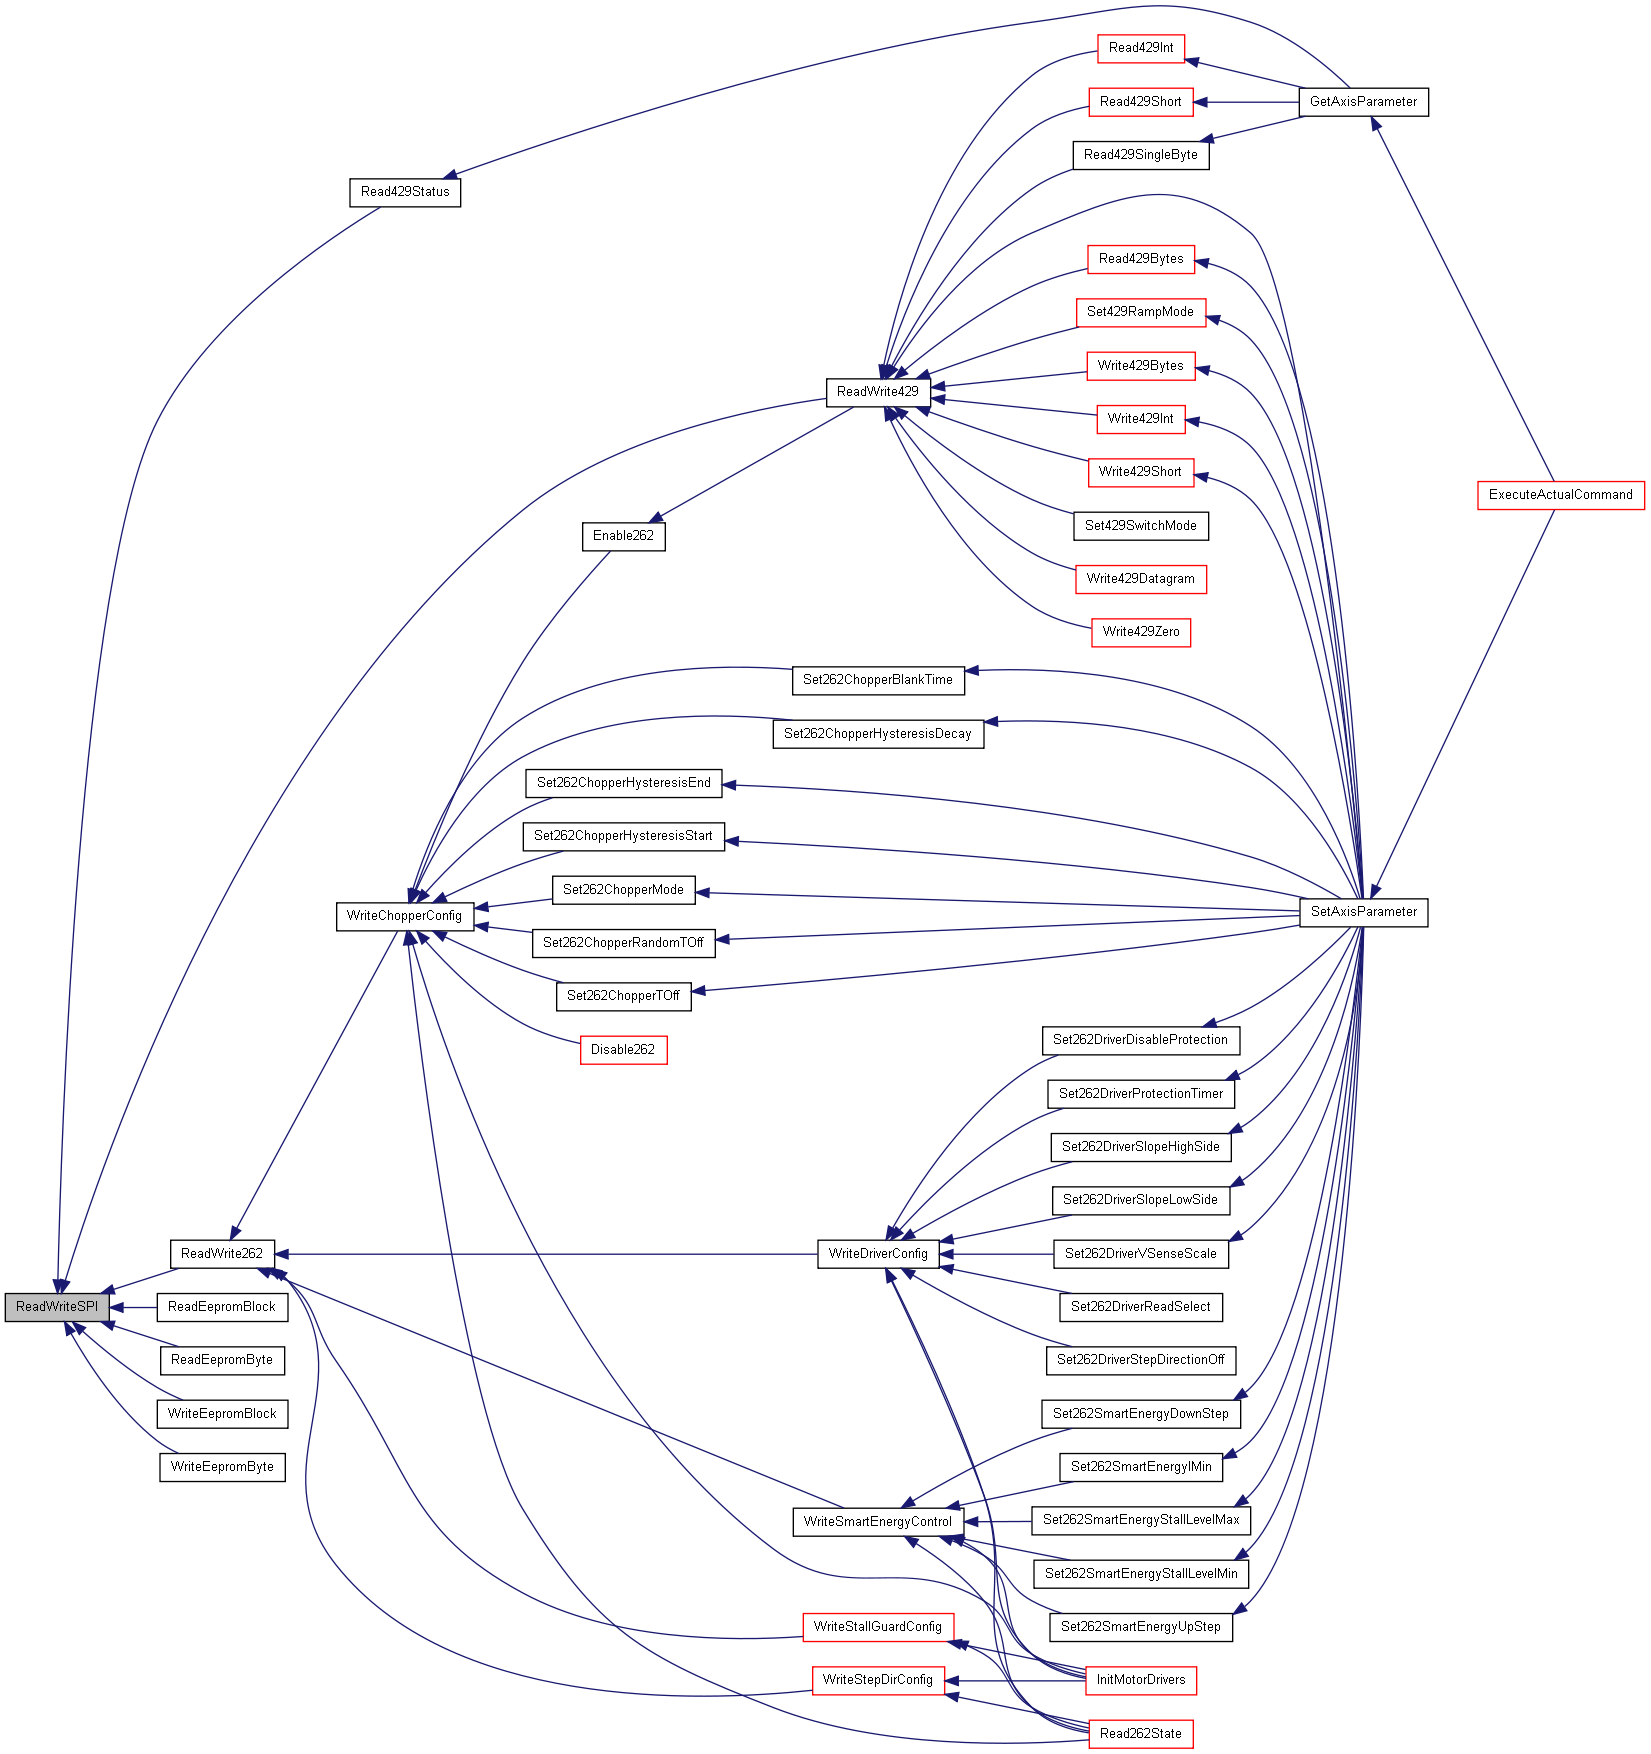 Read429Int
Read429Short
GetAxisParameter
Read429SingleByte
Read429Status
Read429Bytes
Set429RampMode
Write429Bytes
ReadWrite429
Write429Int
Write429Short
ExecuteActualCommand
Set429SwitchMode
Enable262
Write429Datagram
Write429Zero
Set262ChopperBlankTime
Set262ChopperHysteresisDecay
Set262ChopperHysteresisEnd
Set262ChopperHysteresisStart
Set262ChopperMode
WriteChopperConfig
SetAxisParameter
Set262ChopperRandomTOff
Set262ChopperTOff
Disable262
Set262DriverDisableProtection
Set262DriverProtectionTimer
Set262DriverSlopeHighSide
Set262DriverSlopeLowSide
ReadWrite262
WriteDriverConfig
Set262DriverVSenseScale
ReadWriteSPI
ReadEepromBlock
Set262DriverReadSelect
ReadEepromByte
Set262DriverStepDirectionOff
WriteEepromBlock
Set262SmartEnergyDownStep
WriteEepromByte
Set262SmartEnergyIMin
WriteSmartEnergyControl
Set262SmartEnergyStallLevelMax
Set262SmartEnergyStallLevelMin
WriteStallGuardConfig
Set262SmartEnergyUpStep
WriteStepDirConfig
InitMotorDrivers
Read262State